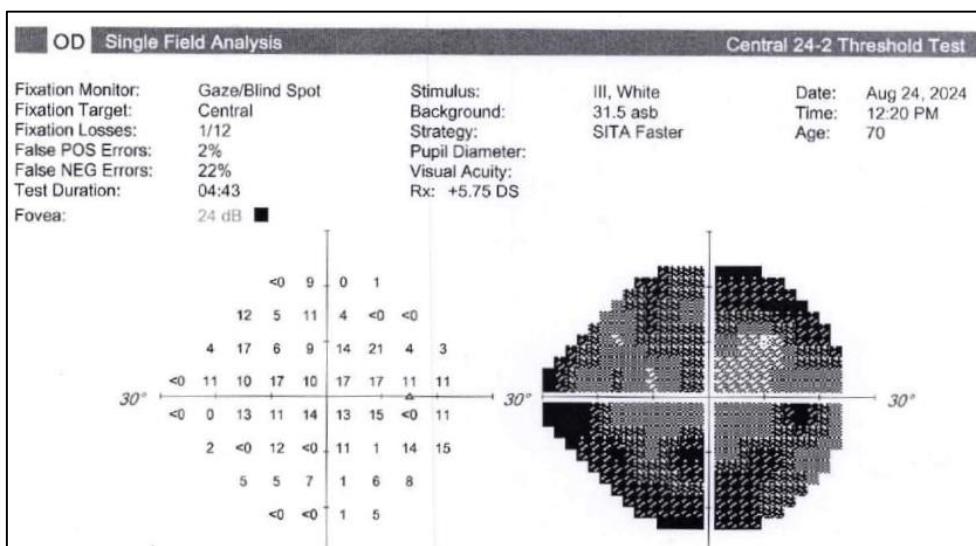 OD Single Field Analysis Central 24-2 Threshold Test
Fixation Monitor: Gaze/Blind Spot Stimulus: III, White Date: Aug 24, 2024
Fixation Target: Central Background: 31.5 asb Time: 12:20 PM
Fixation Losses: 1/12 Strategy: SITA Faster Age: 70
False POS Errors: 2% Pupil Diameter:
False NEG Errors: 22% Visual Acuity:
Test Duration: 04:43 Rx: +5.75 DS
Fovea: 24 dB
<0 9 0 1
12 5 11 4 <0 <0
4 17 6 9 14 21 4 3
<0 11 10 17 10 17 17 11 11
30° 30° 30°
<0 0 13 11 14 13 15 <0 11
2 <0 12 <0 11 1 14 15
5 5 7 1 6 8
<0 <0 1 5